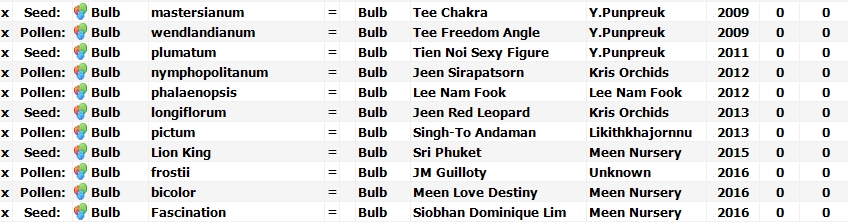 x Seed: Bulb mastersianum = Bulb Tee Chakra Y.Punpreuk 2009 0 0
x Pollen: Bulb wendlandianum = Bulb Tee Freedom Angle Y.Punpreuk 2009 0 0
x Seed: Bulb plumatum = Bulb Tien Noi Sexy Figure Y.Punpreuk 2011 0 0
x Pollen: Bulb nymphopolitanum = Bulb Jeen Sirapatsorn Kris Orchids 2012 0 0
x Pollen: Bulb phalaenopsis = Bulb Lee Nam Fook Lee Nam Fook 2012 0 0
x Seed: Bulb longiflorum = Bulb Jeen Red Leopard Kris Orchids 2013 0 0
x Pollen: Bulb pictum = Bulb Singh-To Andaman Likithkhajornnu 2013 0 0
x Seed: Bulb Lion King = Bulb Sri Phuket Meen Nursery 2015 0 0
x Pollen: Bulb frostii = Bulb JM Guilloty Unknown 2016 0 0
x Pollen: Bulb bicolor = Bulb Meen Love Destiny Meen Nursery 2016 0 0
x Seed: Bulb Fascination = Bulb Siobhan Dominique Lim Meen Nursery 2016 0 0